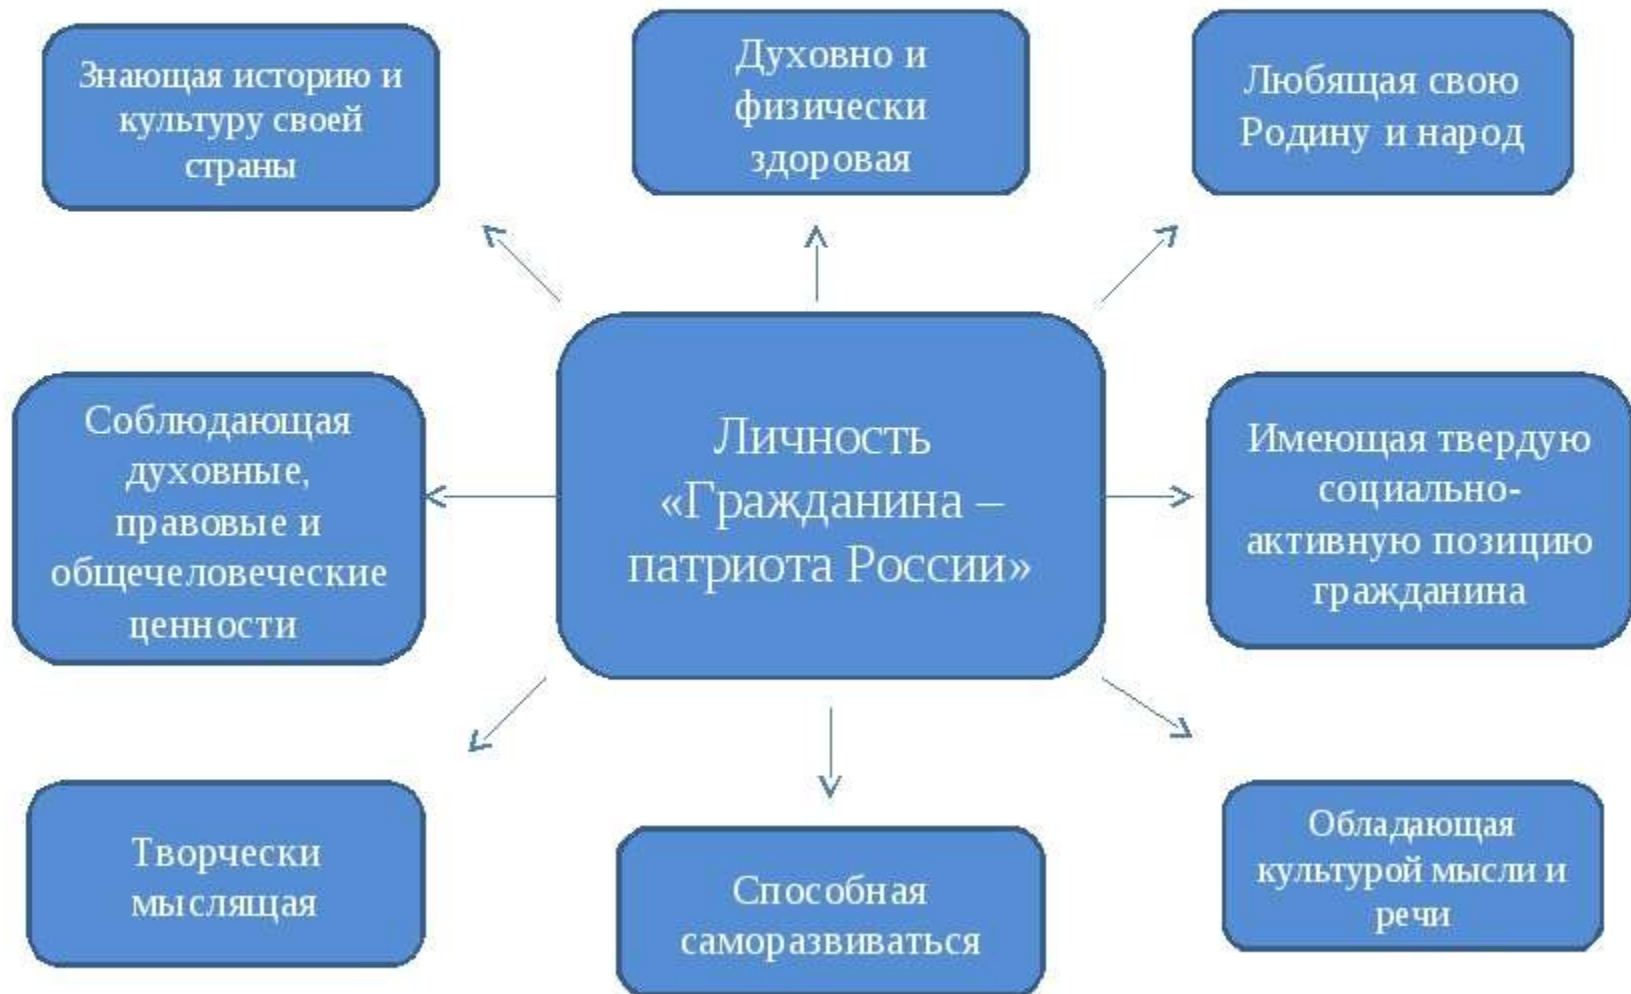 Знающая историю и
культуру своей
страны
Духовно и
физически
здоровая
Любящая свою
Родину и народ
Соблюдающая
духовные,
правовые и
общечеловеческие
ценности
Личность
«Гражданина –
патриота России»
Имеющая твердую
социально-
активную позицию
гражданина
Творчески
мыслящая
Способная
саморазвиваться
Обладающая
культурой мысли и
речи